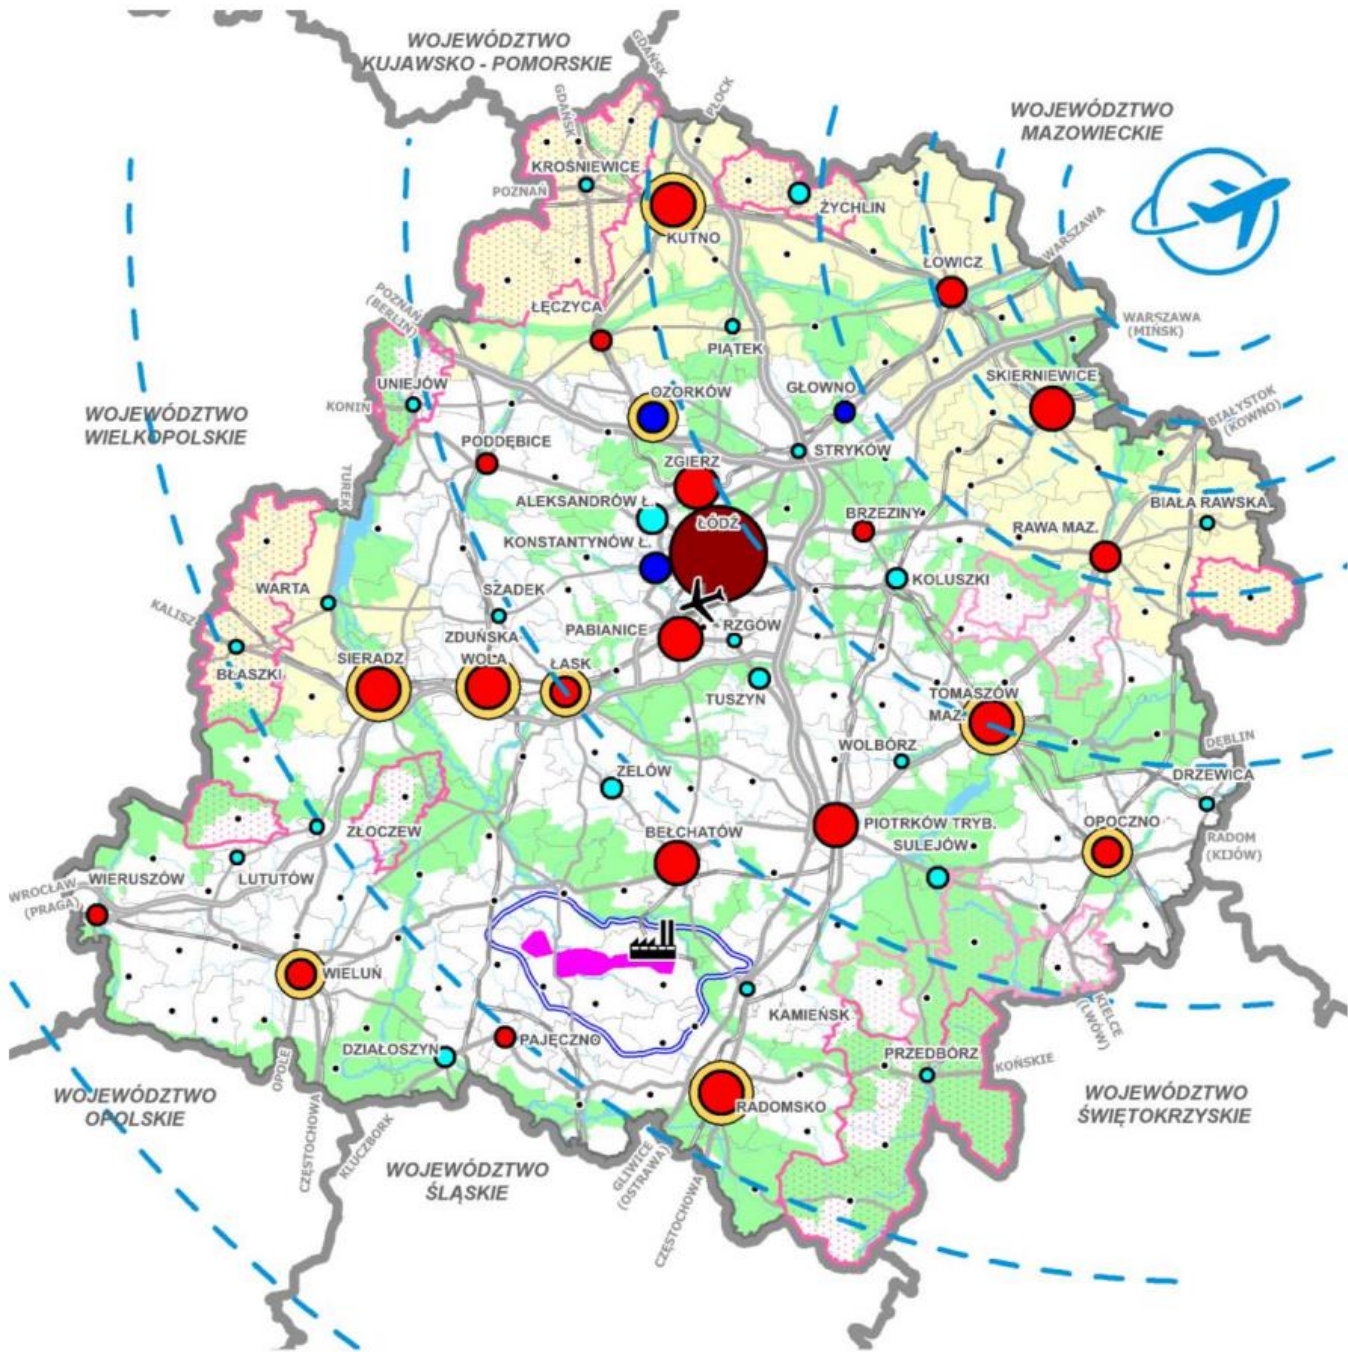 WOJEWÓDZTWO
KUJAWSKO - POMORSKIE
GDAŃSK
GDAŃSK
PŁOCK
WOJEWÓDZTWO
MAZOWIECKIE
KROŚNIEWICE
POZNAŃ
ŻYCHLIN
KUTNO
WARSZAWA
ŁOWICZ
POZNAŃ
(BERLIN)
ŁĘCZYCA
WARSZAWA
(MIŃSK)
PIĄTEK
UNIEJÓW
OZORKÓW
GŁOWNO
SKIERNIEWICE
KONIN
WOJEWÓDZTWO
WIELKOPOLSKIE
BIAŁYSTOK
(KOWNO)
PODDĘBICE
STRYKÓW
ZGIERZ
TUREK
ALEKSANDRÓW Ł.
BIAŁA RAWSKA
ŁÓDŹ
BRZEZINY
RAWA MAZ.
KONSTANTYNÓW Ł.
KOLUSZKI
WARTA
SZADEK
KALISZ
PABIANICE
RZGÓW
ZDUŃSKA
WOLA
SIERADZ
ŁASK
BŁASZKI
TUSZYN
TOMASZÓW
MAZ.
DĘBLIN
WOLBÓRZ
ZELÓW
DRZEWICA
ZŁOCZEW
BEŁCHATÓW
PIOTRKÓW TRYB.
OPOCZNO
SULEJÓW
RADOM
(KIJÓW)
WROCŁAW
(PRAGA)
WIERUSZÓW
LUTUTÓW
WIELUŃ
KAMIEŃSK
KIELCE
(LWÓW)
PAJĘCZNO
DZIAŁOSZYN
PRZEDBÓRZ
KOŃSKIE
OPOLE
WOJEWÓDZTWO
OPOLSKIE
RADOMSKO
WOJEWÓDZTWO
ŚWIĘTOKRZYSKIE
CZĘSTOCHOWA
KLUCZBORK
WOJEWÓDZTWO
ŚLĄSKIE
GLIWICE
(OSTRAWA)
CZĘSTOCHOWA